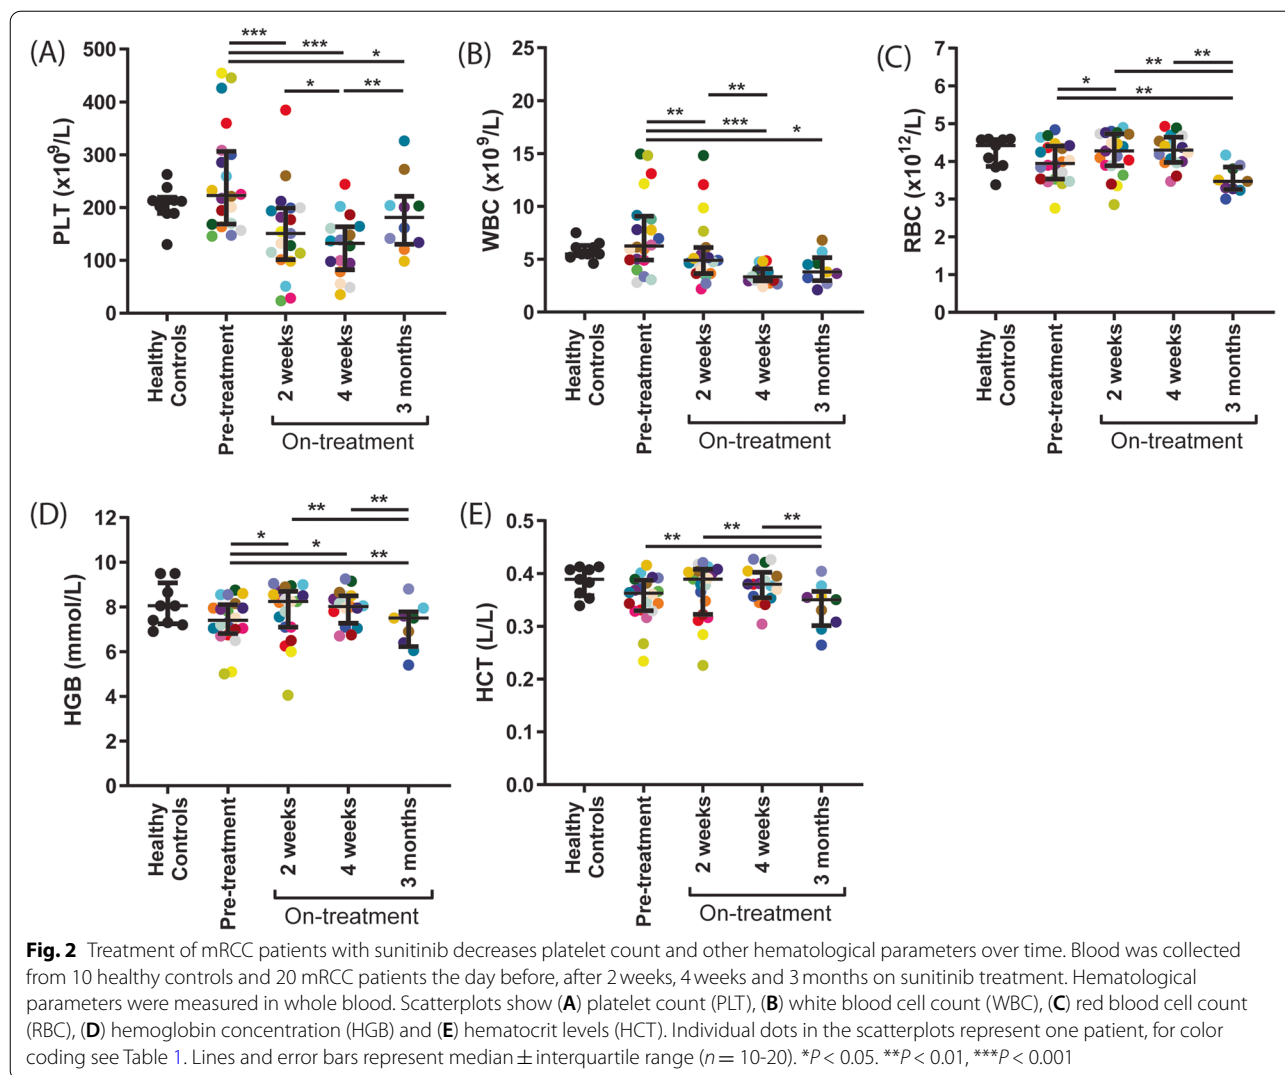 (A)
PLT (x10⁹/L)
500
400
300
200
100
0
*** *** *
* **
Healthy Controls
Pre-treatment
2 weeks
4 weeks
3 months
On-treatment
(B)
WBC (x10⁹/L)
25
20
15
10
5
0
**
** *** *
Healthy Controls
Pre-treatment
2 weeks
4 weeks
3 months
On-treatment
(C)
RBC (x10¹²/L)
7
6
5
4
3
2
1
0
**
* **
**
Healthy Controls
Pre-treatment
2 weeks
4 weeks
3 months
On-treatment
(D)
HGB (mmol/L)
12
10
8
6
4
2
0
**
**
* * **
Healthy Controls
Pre-treatment
2 weeks
4 weeks
3 months
On-treatment
(E)
HCT (L/L)
0.5
0.4
0.3
0.2
0.1
0.0
**
**
**
Healthy Controls
Pre-treatment
2 weeks
4 weeks
3 months
On-treatment
Fig. 2 Treatment of mRCC patients with sunitinib decreases platelet count and other hematological parameters over time. Blood was collected
from 10 healthy controls and 20 mRCC patients the day before, after 2 weeks, 4 weeks and 3 months on sunitinib treatment. Hematological
parameters were measured in whole blood. Scatterplots show (A) platelet count (PLT), (B) white blood cell count (WBC), (C) red blood cell count
(RBC), (D) hemoglobin concentration (HGB) and (E) hematocrit levels (HCT). Individual dots in the scatterplots represent one patient, for color
coding see Table 1. Lines and error bars represent median ± interquartile range (n = 10-20). *P < 0.05. **P < 0.01, ***P < 0.001